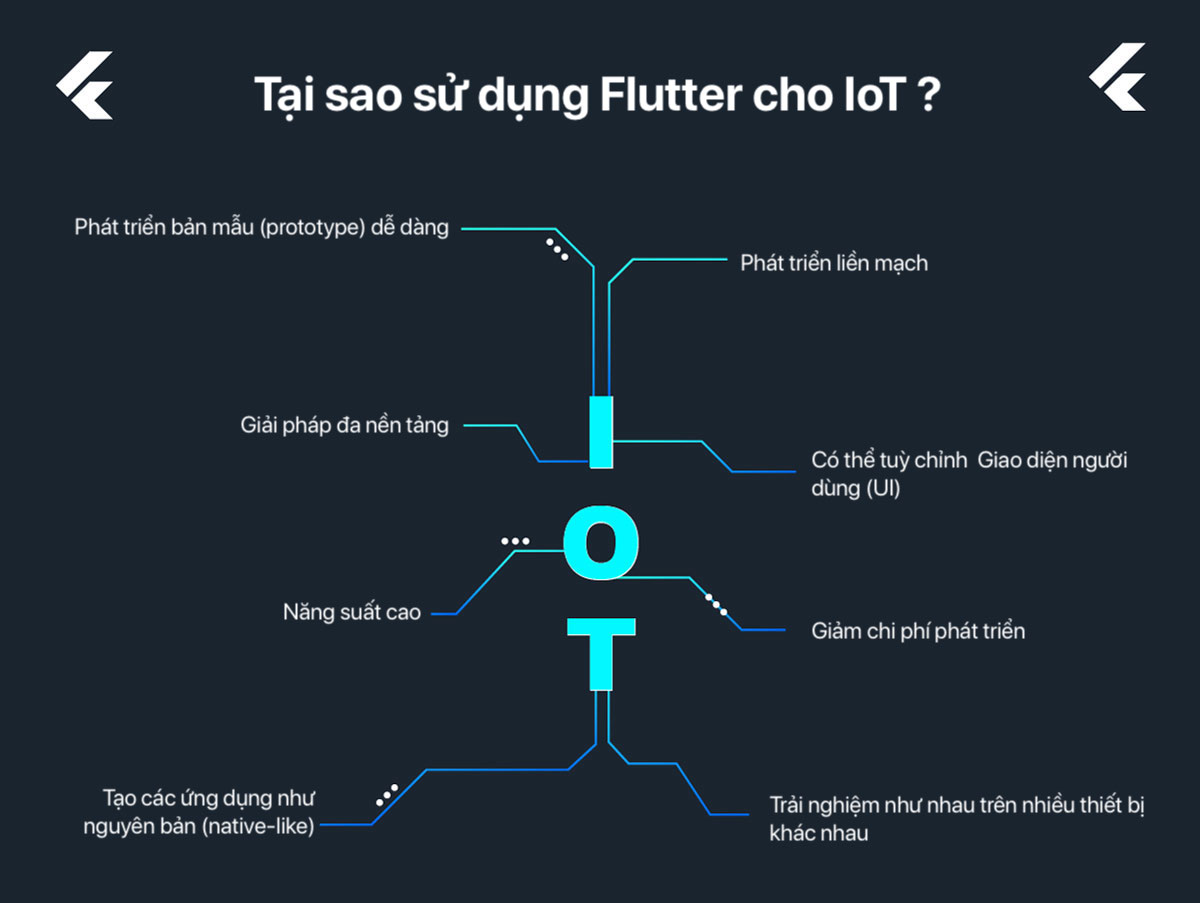 Tại sao sử dụng Flutter cho IoT ?
Phát triển bản mẫu (prototype) dễ dàng
Phát triển liền mạch
Giải pháp đa nền tảng
Có thể tuỳ chỉnh  Giao diện người
dùng (UI)
I
O
T
Năng suất cao
Giảm chi phí phát triển
Tạo các ứng dụng như
nguyên bản (native-like)
Trải nghiệm như nhau trên nhiều thiết bị
khác nhau